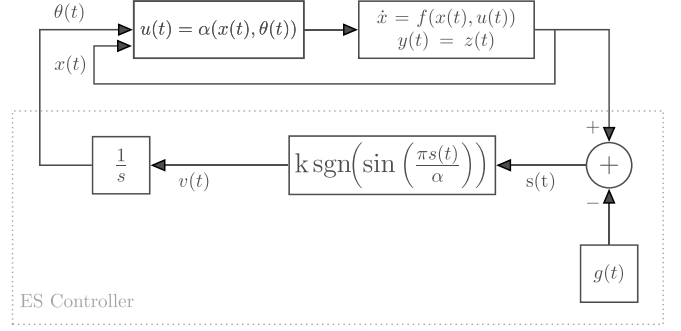 θ(t)
u(t) = α(x(t), θ(t))
ẋ = f(x(t), u(t))
y(t) = z(t)
x(t)
+
1/s
v(t)
k sgn(sin(πs(t)/α))
s(t)
+
−
g(t)
ES Controller